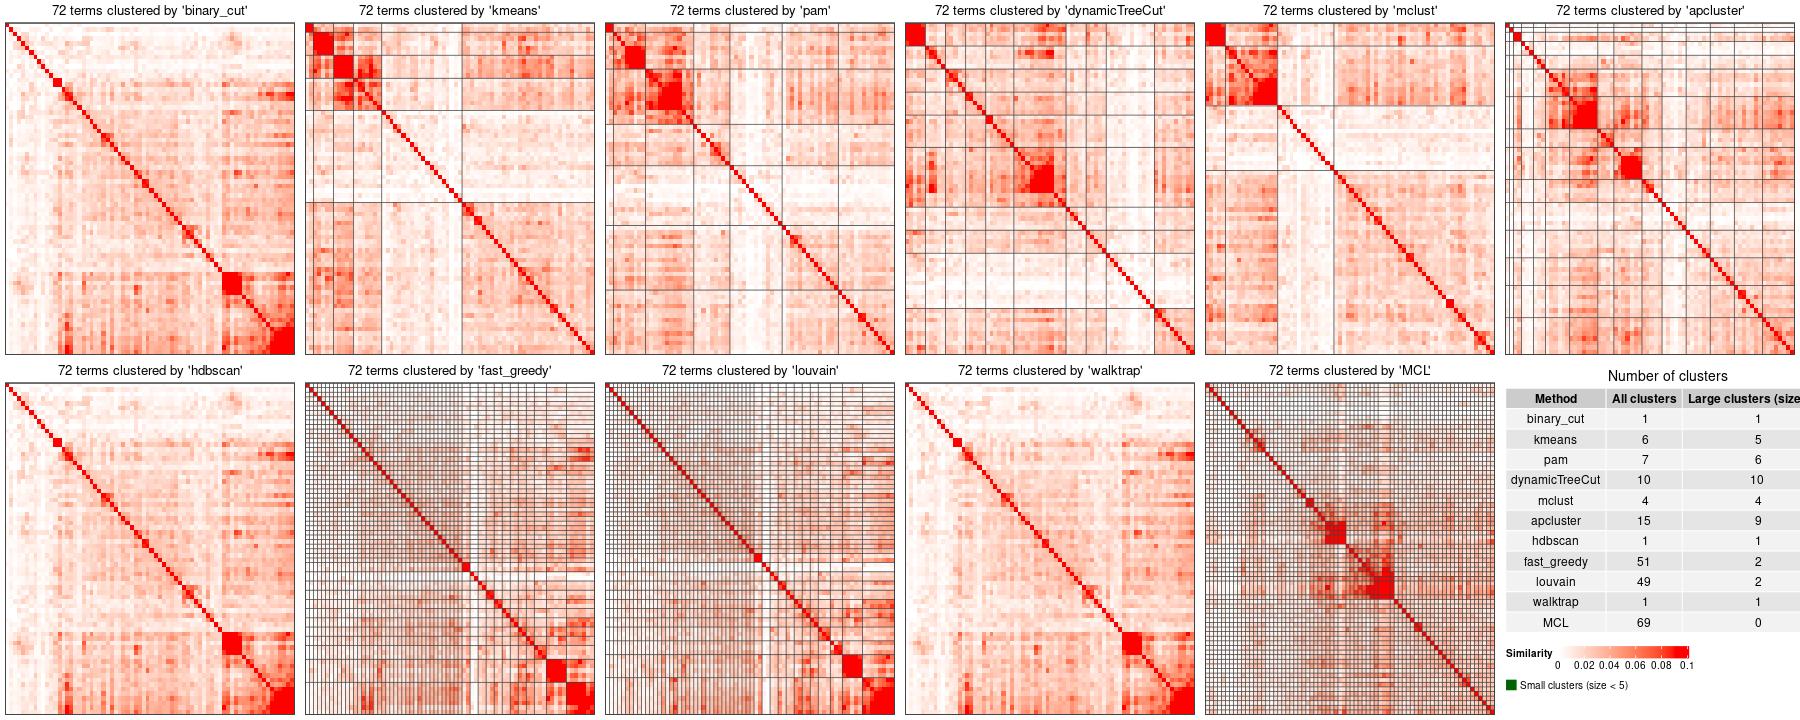 72 terms clustered by 'binary_cut'
72 terms clustered by 'kmeans'
72 terms clustered by 'pam'
72 terms clustered by 'dynamicTreeCut'
72 terms clustered by 'mclust'
72 terms clustered by 'apcluster'
72 terms clustered by 'hdbscan'
72 terms clustered by 'fast_greedy'
72 terms clustered by 'louvain'
72 terms clustered by 'walktrap'
72 terms clustered by 'MCL'
Number of clusters
Method All clusters Large clusters (size
binary_cut 1 1
kmeans 6 5
pam 7 6
dynamicTreeCut 10 10
mclust 4 4
apcluster 15 9
hdbscan 1 1
fast_greedy 51 2
louvain 49 2
walktrap 1 1
MCL 69 0
Similarity
0 0.02 0.04 0.06 0.08 0.1
Small clusters (size < 5)